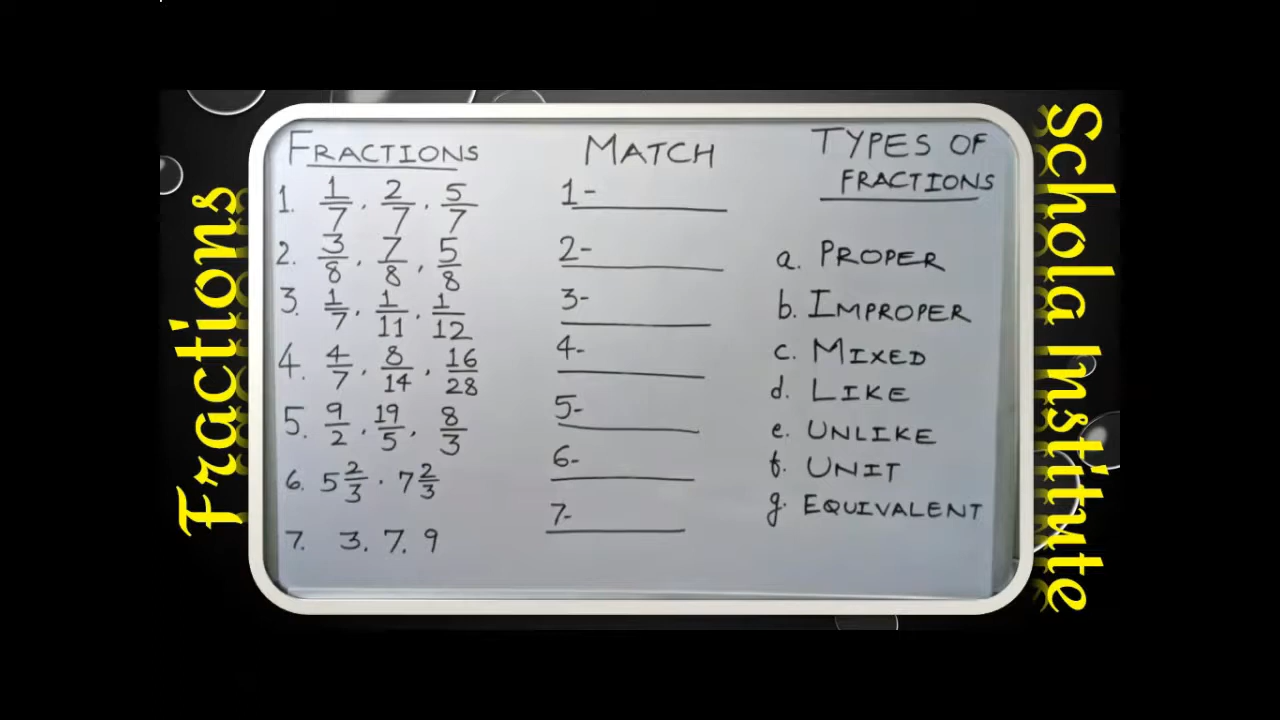 Fractions
FRACTIONS
1. 1/7, 2/7, 5/7
2. 3/8, 7/8, 5/8
3. 1/7, 1/11, 1/12
4. 4/7, 8/14, 16/28
5. 9/2, 19/5, 8/3
6. 5 2/3, 7 2/3
7. 3, 7, 9
MATCH
1-
2-
3-
4-
5-
6-
7-
TYPES OF
FRACTIONS
a. PROPER
b. IMPROPER
c. MIXED
d. LIKE
e. UNLIKE
f. UNIT
g. EQUIVALENT
Schola Institute